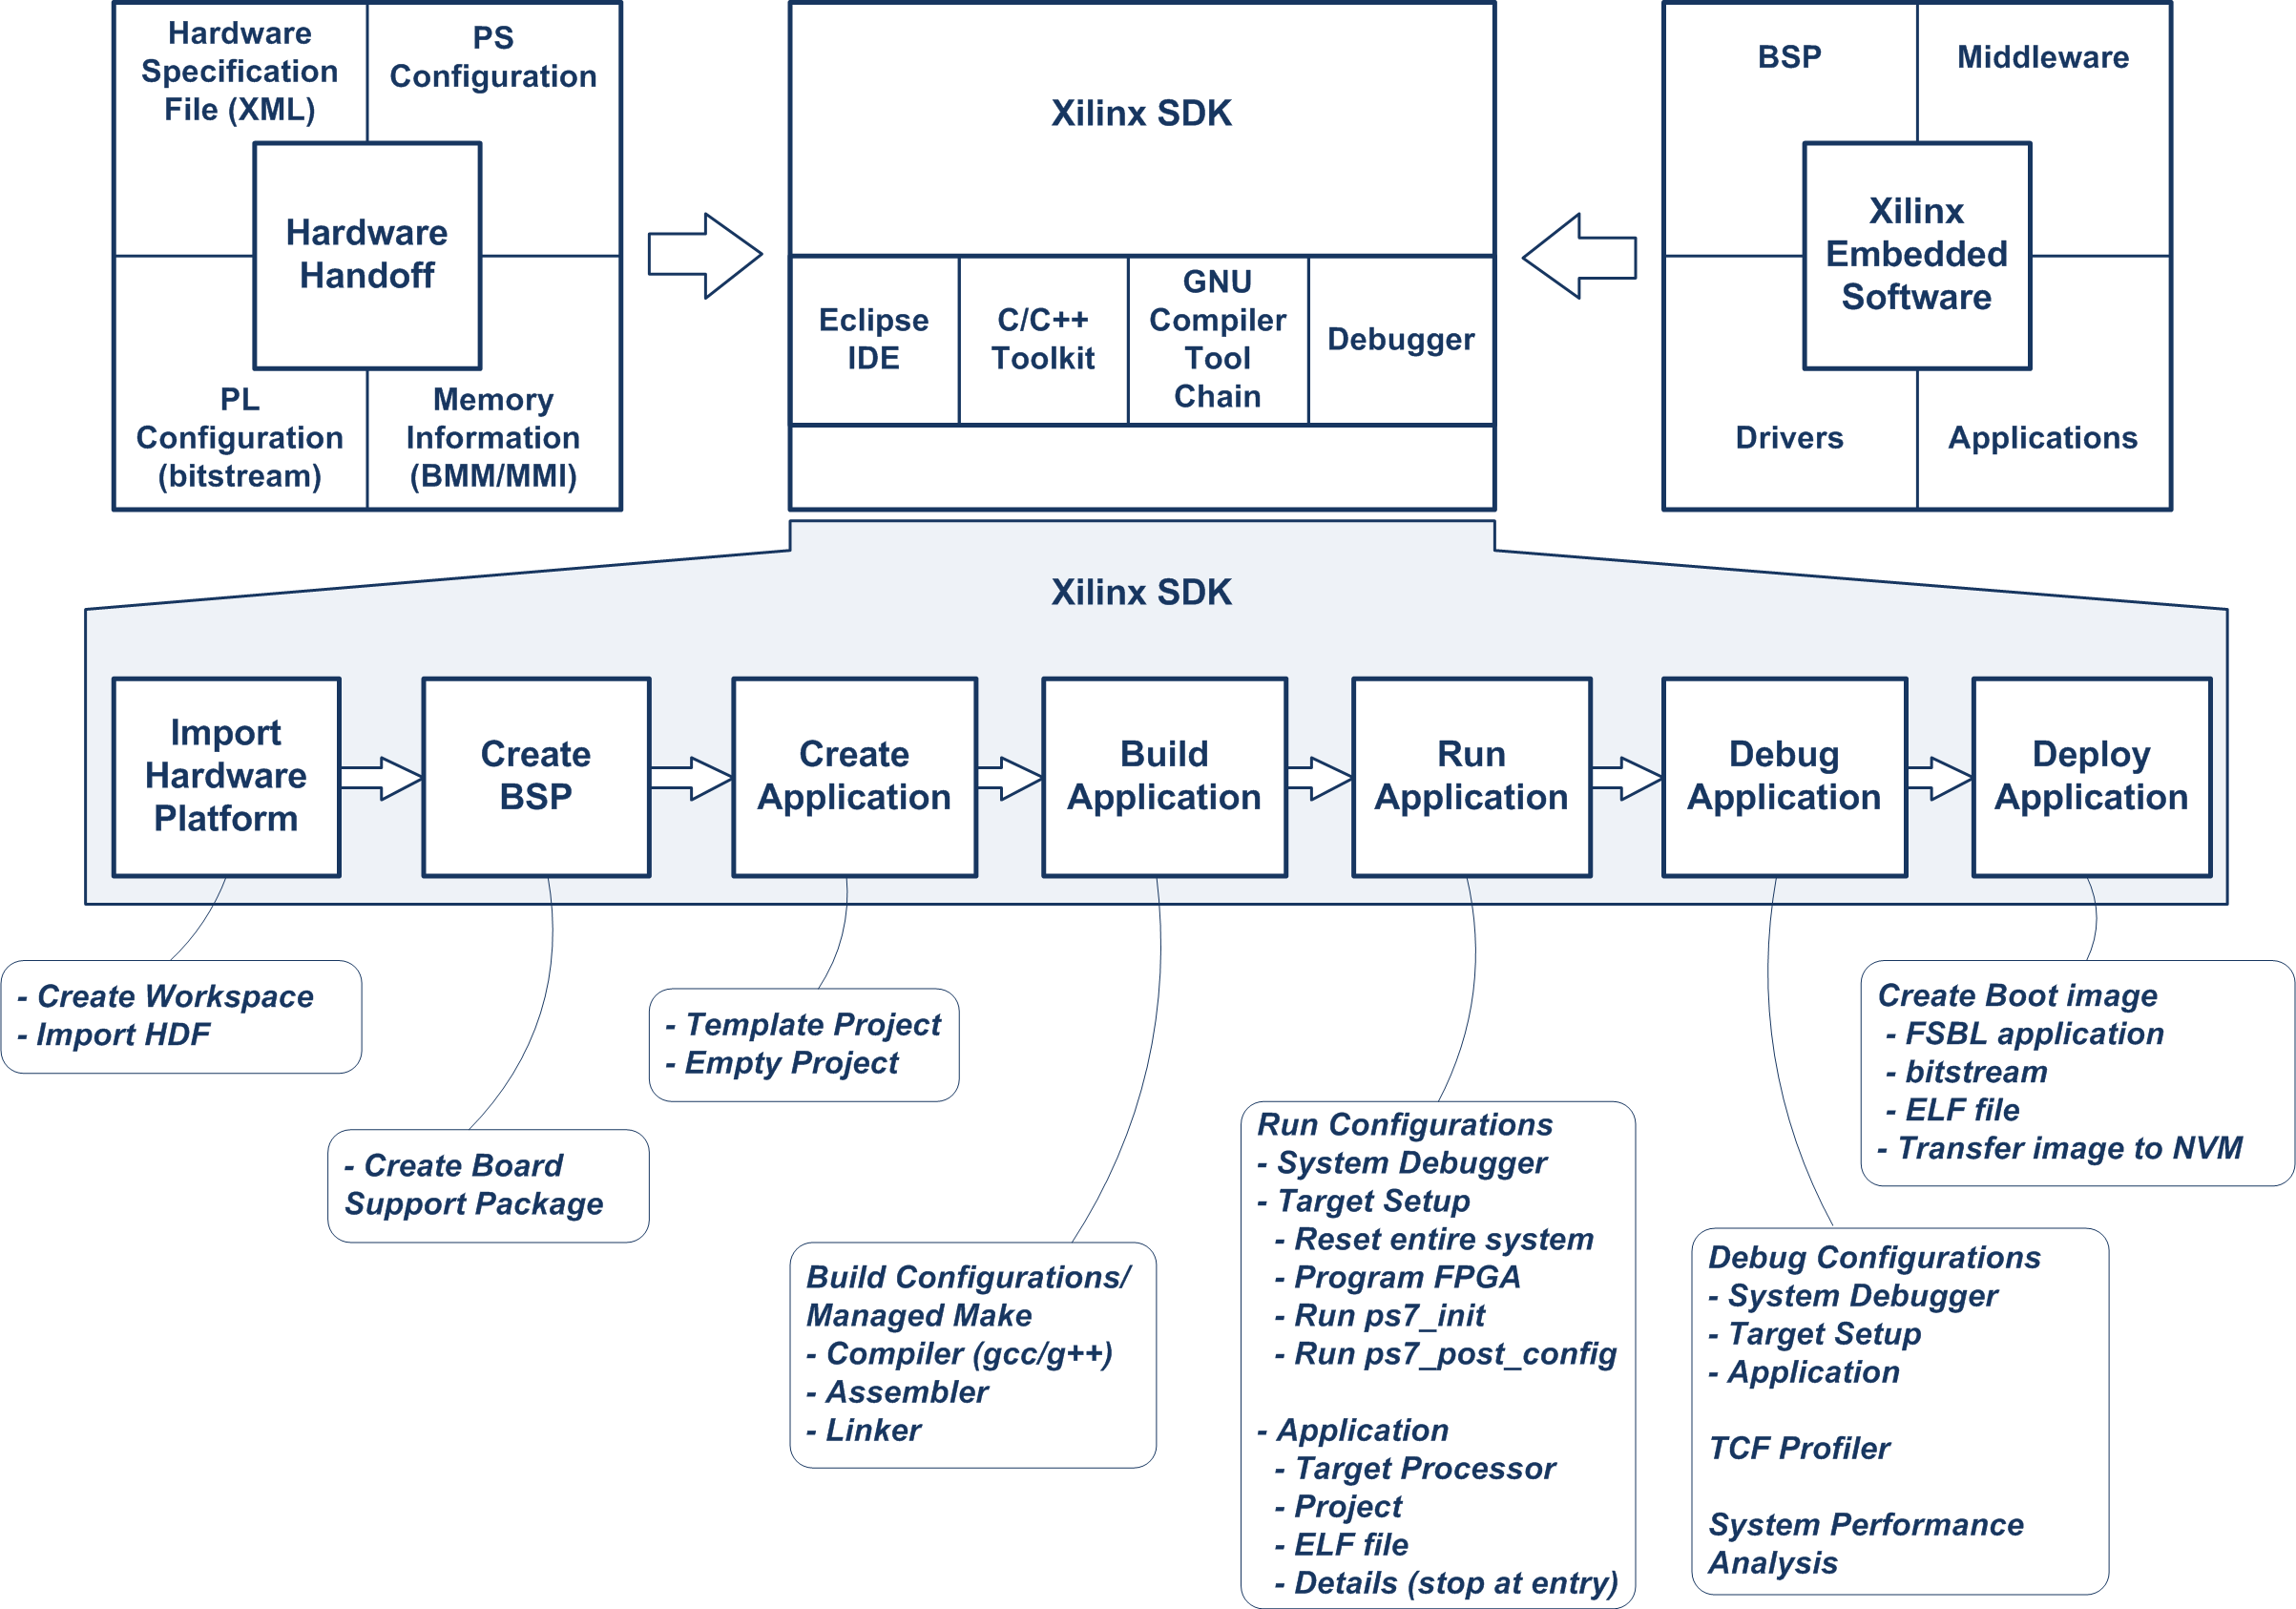 Hardware
Specification
File (XML)
PS
Configuration
Hardware
Handoff
PL
Configuration
(bitstream)
Memory
Information
(BMM/MMI)
Xilinx SDK
Eclipse
IDE
C/C++
Toolkit
GNU
Compiler
Tool
Chain
Debugger
BSP
Middleware
Xilinx
Embedded
Software
Drivers
Applications
Xilinx SDK
Import
Hardware
Platform
Create
BSP
Create
Application
Build
Application
Run
Application
Debug
Application
Deploy
Application
- Create Workspace
- Import HDF
- Create Board
Support Package
- Template Project
- Empty Project
Build Configurations/
Managed Make
- Compiler (gcc/g++)
- Assembler
- Linker
Run Configurations
- System Debugger
- Target Setup
- Reset entire system
- Program FPGA
- Run ps7_init
- Run ps7_post_config
- Application
- Target Processor
- Project
- ELF file
- Details (stop at entry)
Debug Configurations
- System Debugger
- Target Setup
- Application
TCF Profiler
System Performance
Analysis
Create Boot image
- FSBL application
- bitstream
- ELF file
- Transfer image to NVM